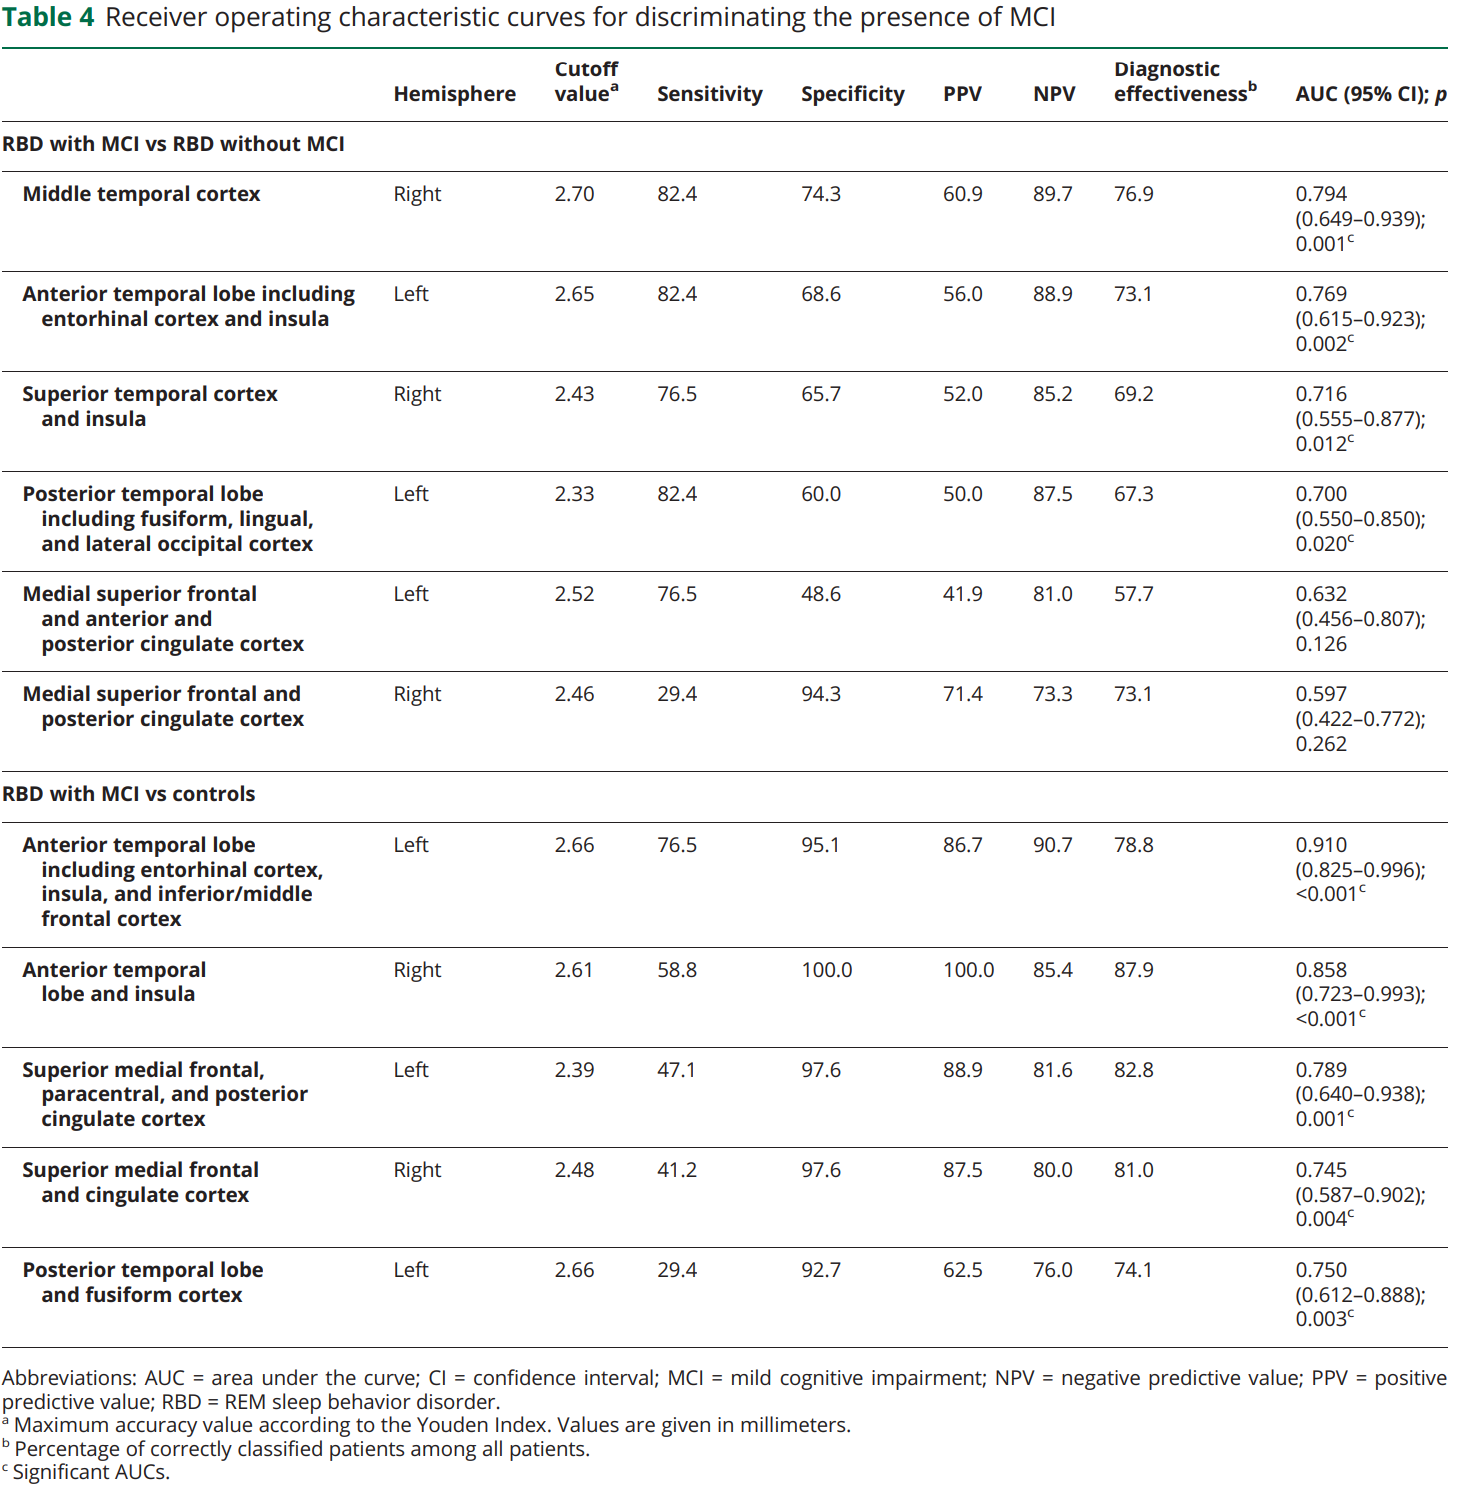 Table 4 Receiver operating characteristic curves for discriminating the presence of MCI
Hemisphere Cutoff valueᵃ Sensitivity Specificity PPV NPV Diagnostic effectivenessᵇ AUC (95% CI); p
RBD with MCI vs RBD without MCI
Middle temporal cortex Right 2.70 82.4 74.3 60.9 89.7 76.9 0.794
(0.649–0.939);
0.001ᶜ
Anterior temporal lobe including Left 2.65 82.4 68.6 56.0 88.9 73.1 0.769
entorhinal cortex and insula (0.615–0.923);
0.002ᶜ
Superior temporal cortex Right 2.43 76.5 65.7 52.0 85.2 69.2 0.716
and insula (0.555–0.877);
0.012ᶜ
Posterior temporal lobe Left 2.33 82.4 60.0 50.0 87.5 67.3 0.700
including fusiform, lingual, (0.550–0.850);
and lateral occipital cortex 0.020ᶜ
Medial superior frontal Left 2.52 76.5 48.6 41.9 81.0 57.7 0.632
and anterior and (0.456–0.807);
posterior cingulate cortex 0.126
Medial superior frontal and Right 2.46 29.4 94.3 71.4 73.3 73.1 0.597
posterior cingulate cortex (0.422–0.772);
0.262
RBD with MCI vs controls
Anterior temporal lobe Left 2.66 76.5 95.1 86.7 90.7 78.8 0.910
including entorhinal cortex, (0.825–0.996);
insula, and inferior/middle <0.001ᶜ
frontal cortex
Anterior temporal Right 2.61 58.8 100.0 100.0 85.4 87.9 0.858
lobe and insula (0.723–0.993);
<0.001ᶜ
Superior medial frontal, Left 2.39 47.1 97.6 88.9 81.6 82.8 0.789
paracentral, and posterior (0.640–0.938);
cingulate cortex 0.001ᶜ
Superior medial frontal Right 2.48 41.2 97.6 87.5 80.0 81.0 0.745
and cingulate cortex (0.587–0.902);
0.004ᶜ
Posterior temporal lobe Left 2.66 29.4 92.7 62.5 76.0 74.1 0.750
and fusiform cortex (0.612–0.888);
0.003ᶜ
Abbreviations: AUC = area under the curve; CI = confidence interval; MCI = mild cognitive impairment; NPV = negative predictive value; PPV = positive
predictive value; RBD = REM sleep behavior disorder.
ᵃ Maximum accuracy value according to the Youden Index. Values are given in millimeters.
ᵇ Percentage of correctly classified patients among all patients.
ᶜ Significant AUCs.